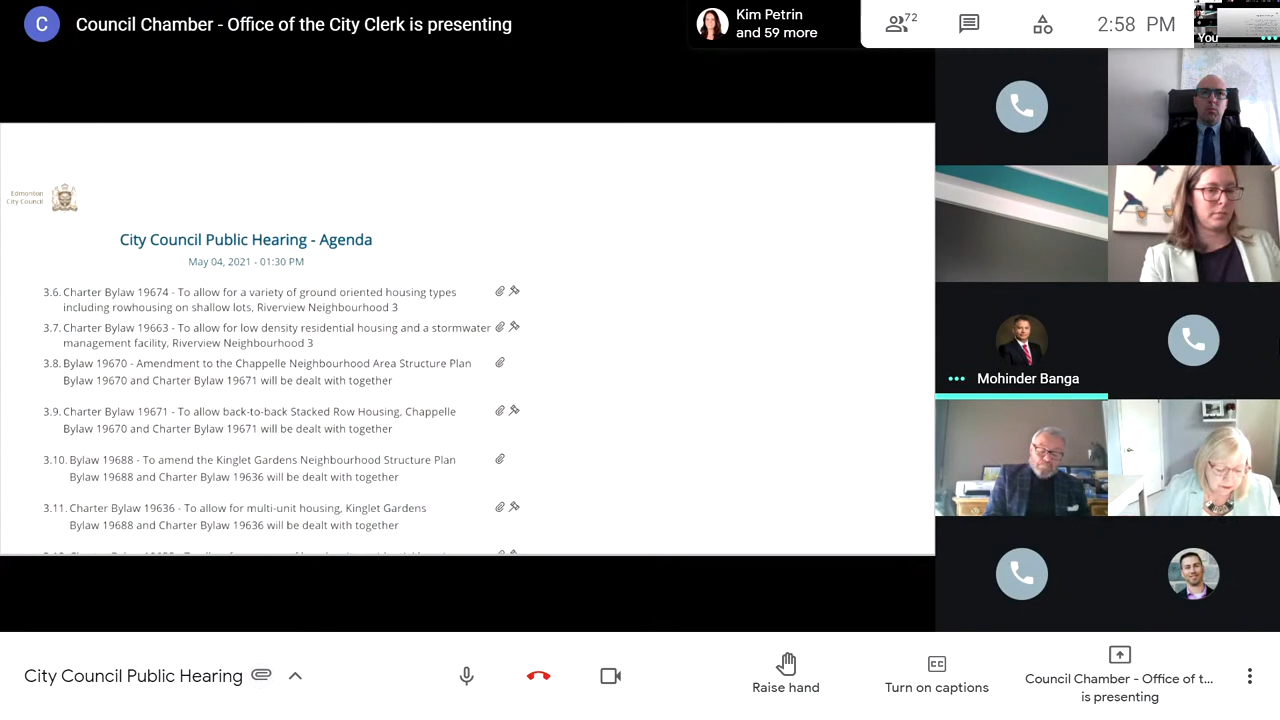 C
Council Chamber - Office of the City Clerk is presenting
Kim Petrin
and 59 more
72
2:58 PM
You
Edmonton
City Council
City Council Public Hearing - Agenda
May 04, 2021 - 01:30 PM
3.6. Charter Bylaw 19674 - To allow for a variety of ground oriented housing types
including rowhousing on shallow lots, Riverview Neighbourhood 3
3.7. Charter Bylaw 19663 - To allow for low density residential housing and a stormwater
management facility, Riverview Neighbourhood 3
3.8. Bylaw 19670 - Amendment to the Chappelle Neighbourhood Area Structure Plan
Bylaw 19670 and Charter Bylaw 19671 will be dealt with together
3.9. Charter Bylaw 19671 - To allow back-to-back Stacked Row Housing, Chappelle
Bylaw 19670 and Charter Bylaw 19671 will be dealt with together
3.10. Bylaw 19688 - To amend the Kinglet Gardens Neighbourhood Structure Plan
Bylaw 19688 and Charter Bylaw 19636 will be dealt with together
3.11. Charter Bylaw 19636 - To allow for multi-unit housing, Kinglet Gardens
Bylaw 19688 and Charter Bylaw 19636 will be dealt with together
Mohinder Banga
City Council Public Hearing
Raise hand
Turn on captions
Council Chamber - Office of t...
is presenting